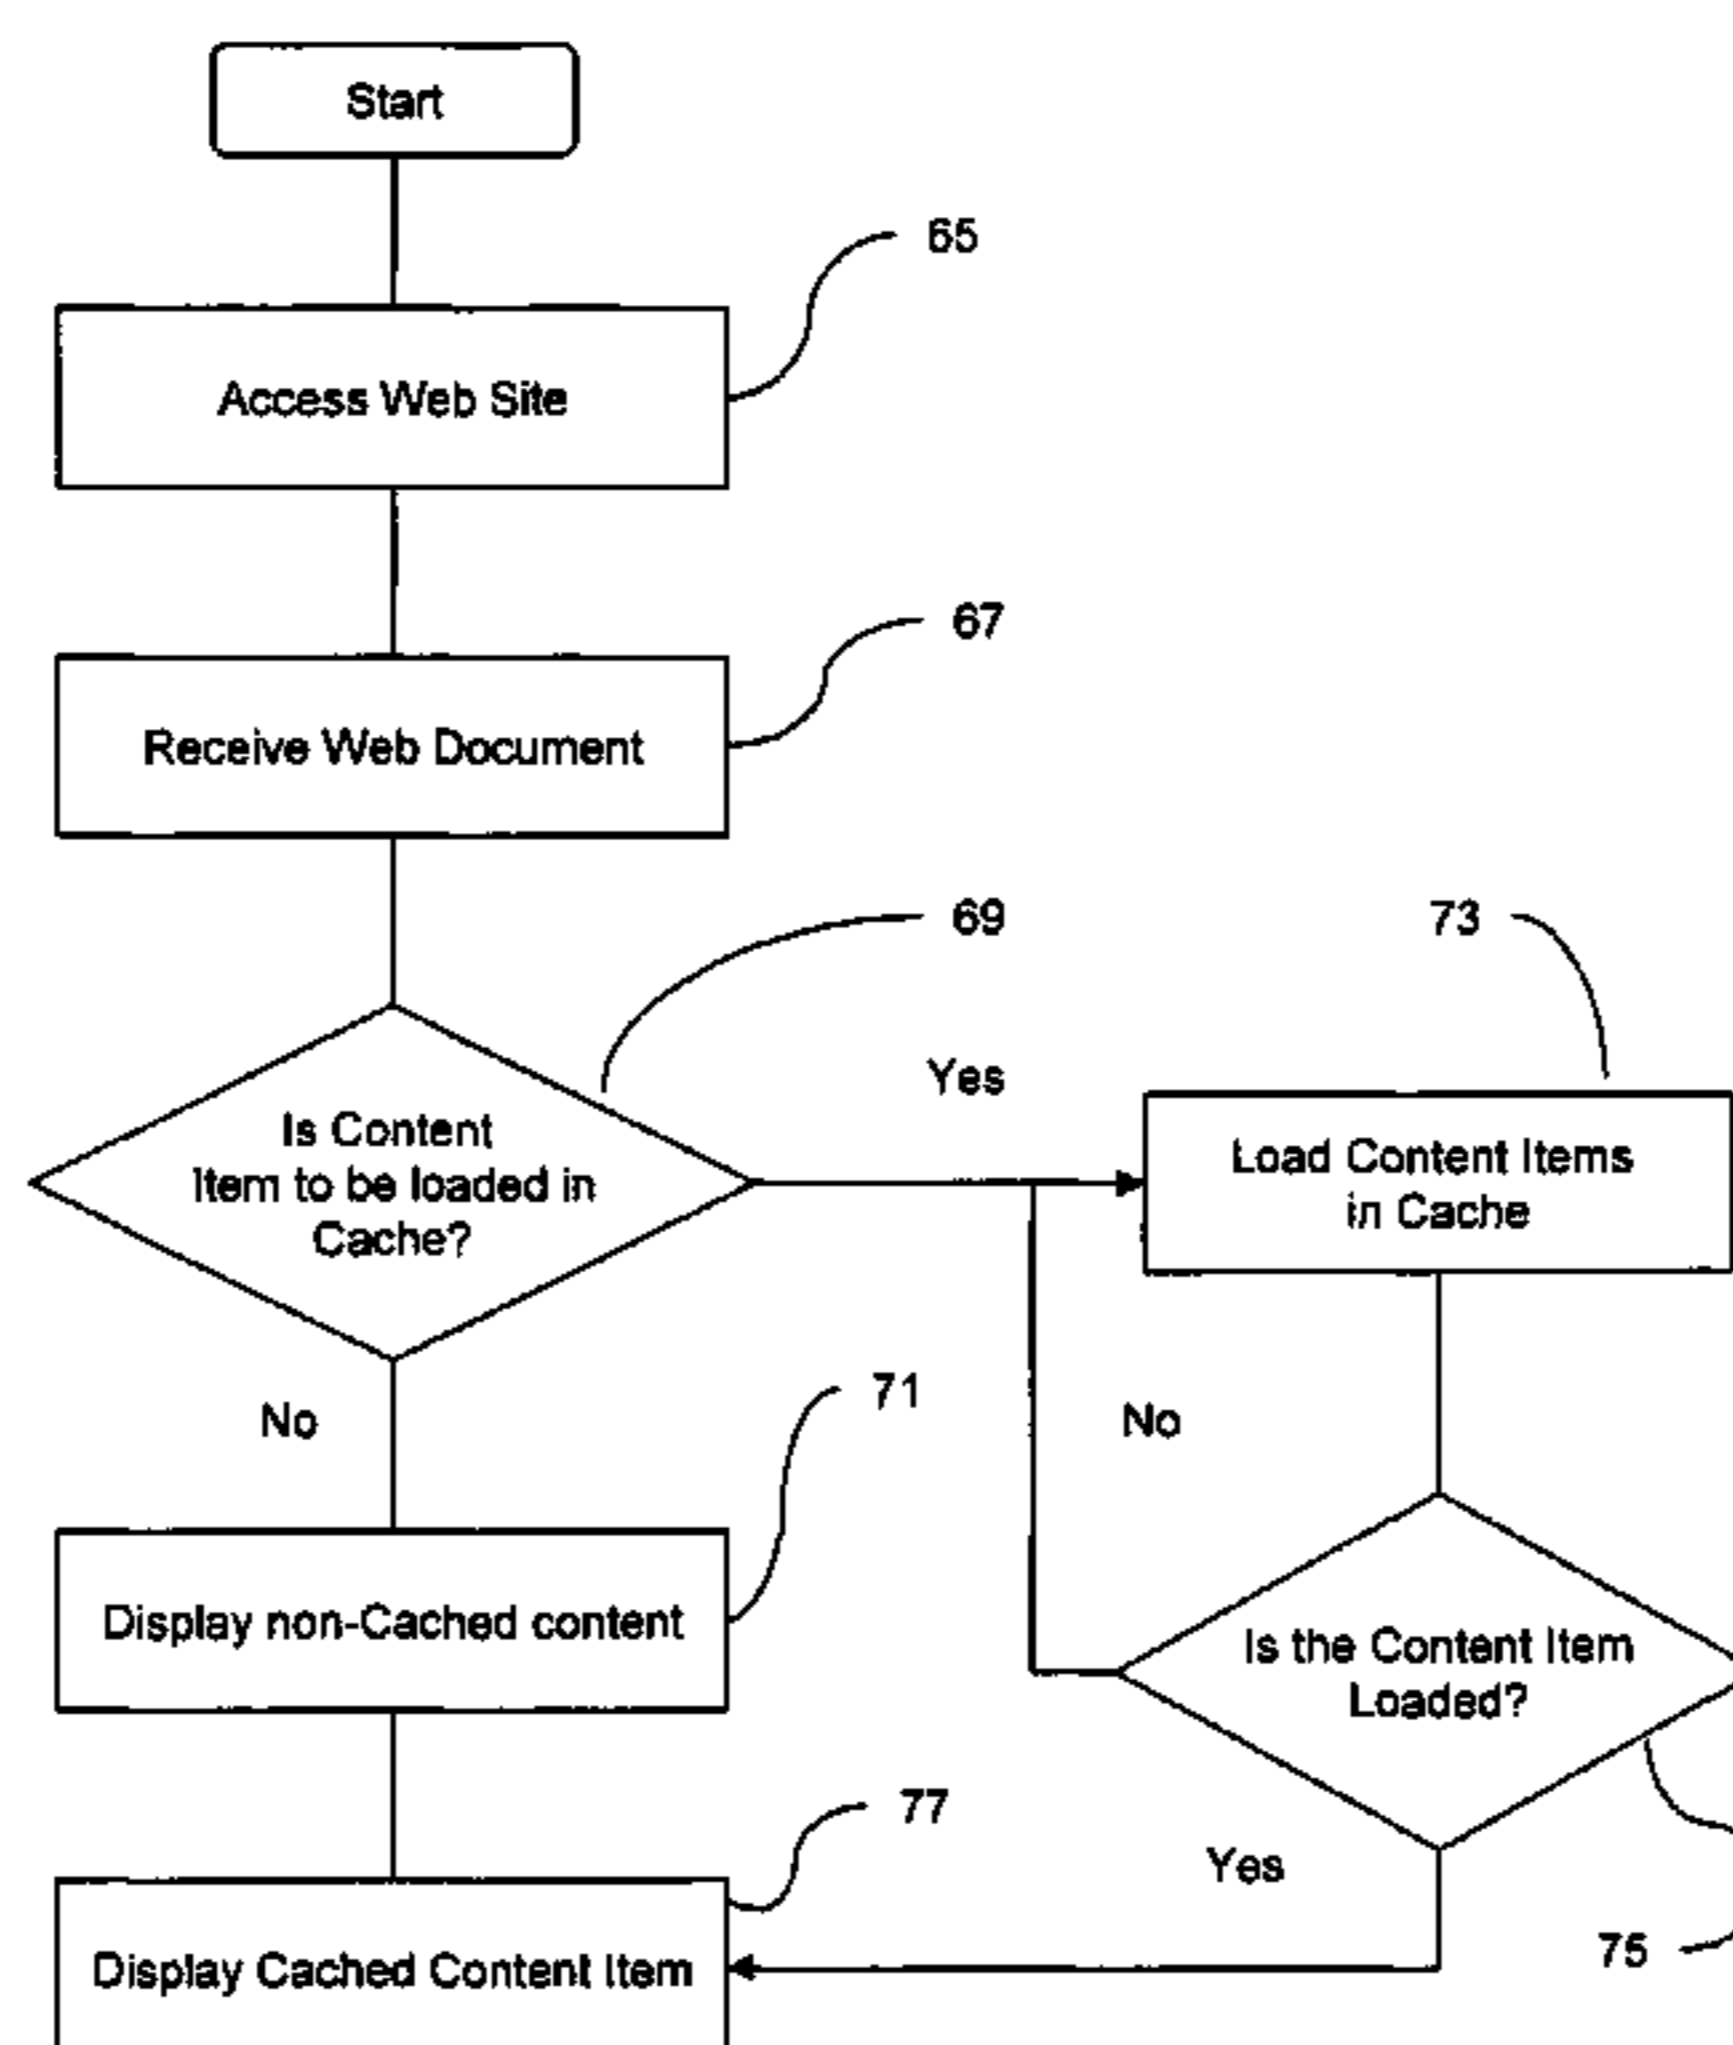 Start
65
Access Web Site
67
Receive Web Document
69
73
Yes
Is Content
Item to be loaded in
Cache?
Load Content Items
in Cache
No
71
No
Display non-Cached content
Is the Content Item
Loaded?
77
Yes
75
Display Cached Content Item